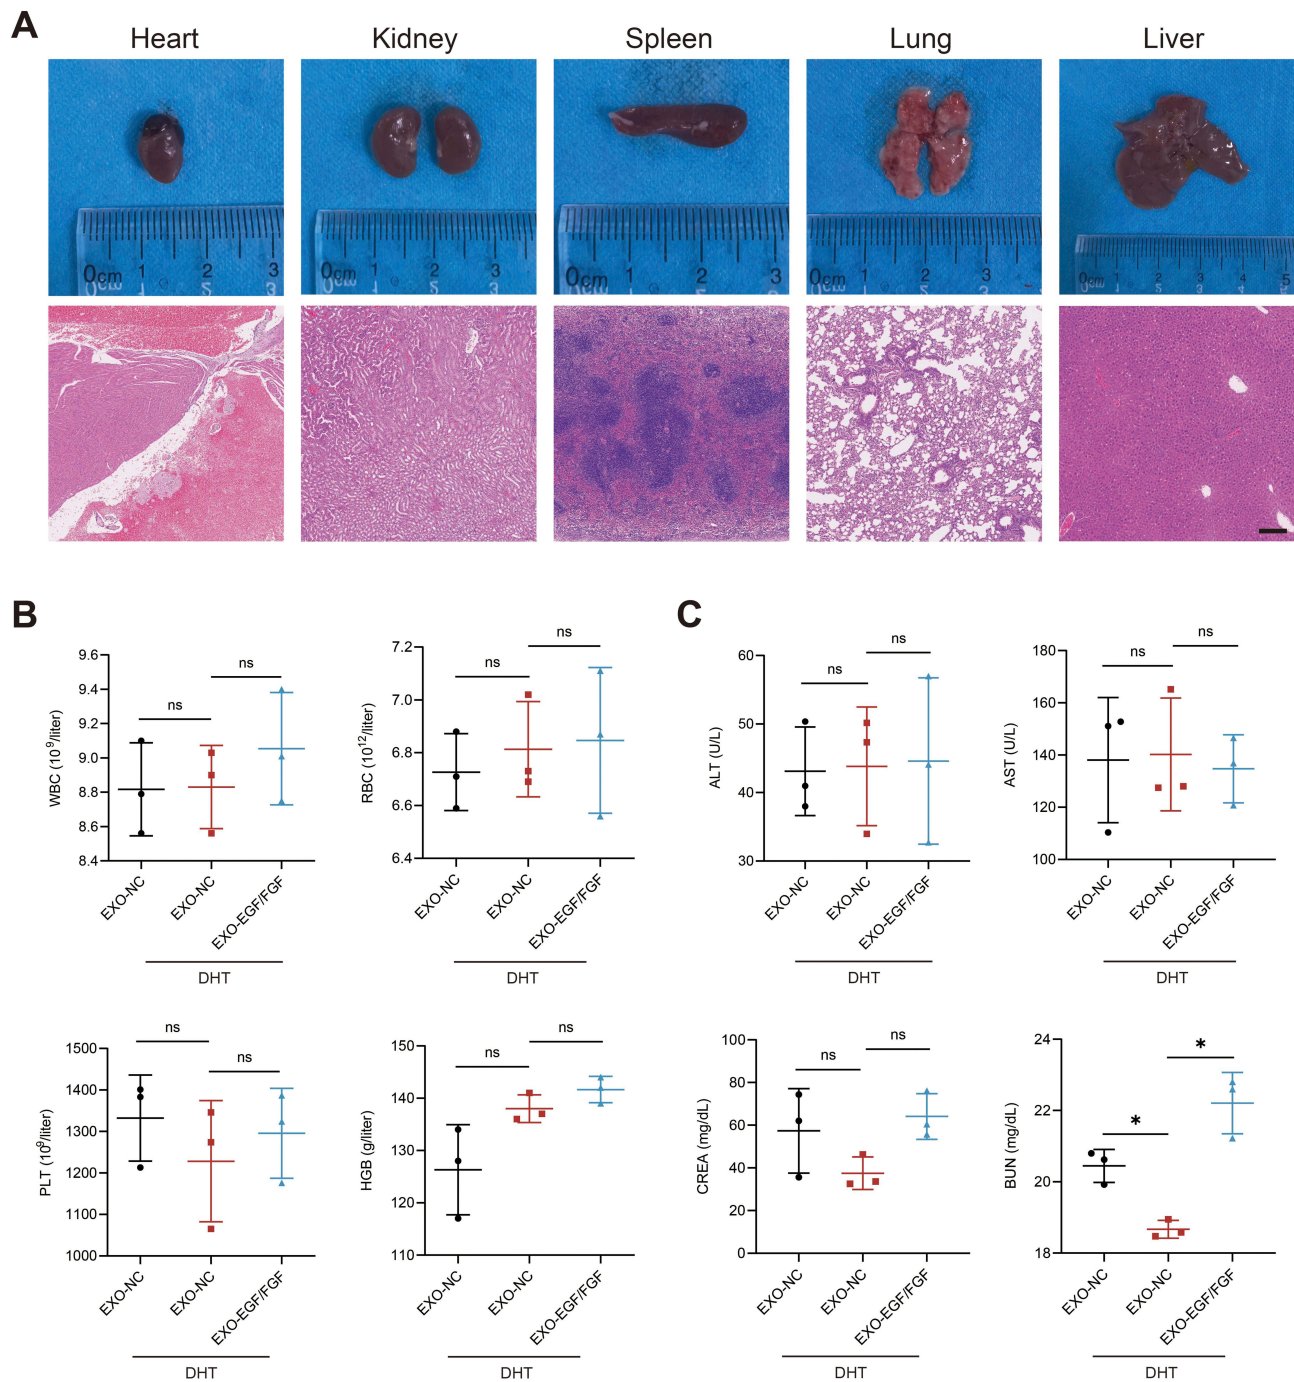 A
Heart Kidney Spleen Lung Liver
0cm 1 2 3
0cm 1 2 3
0cm 1 2 3
0cm 1 2 3
0cm 1 2 3 4 5
B
WBC (10⁹/liter)
9.6
9.4
9.2
9.0
8.8
8.6
8.4
ns
ns
EXO-NC
EXO-NC
EXO-EGF/FGF
DHT
RBC (10¹²/liter)
7.2
7.0
6.8
6.6
6.4
ns
ns
EXO-NC
EXO-NC
EXO-EGF/FGF
DHT
PLT (10⁹/liter)
1500
1400
1300
1200
1100
1000
ns
ns
EXO-NC
EXO-NC
EXO-EGF/FGF
DHT
HGB (g/liter)
150
140
130
120
110
ns
ns
EXO-NC
EXO-NC
EXO-EGF/FGF
DHT
C
ALT (U/L)
60
50
40
30
ns
ns
EXO-NC
EXO-NC
EXO-EGF/FGF
DHT
AST (U/L)
180
160
140
120
100
ns
ns
EXO-NC
EXO-NC
EXO-EGF/FGF
DHT
CREA (mg/dL)
100
80
60
40
20
0
ns
ns
EXO-NC
EXO-NC
EXO-EGF/FGF
DHT
BUN (mg/dL)
24
22
20
18
*
*
EXO-NC
EXO-NC
EXO-EGF/FGF
DHT